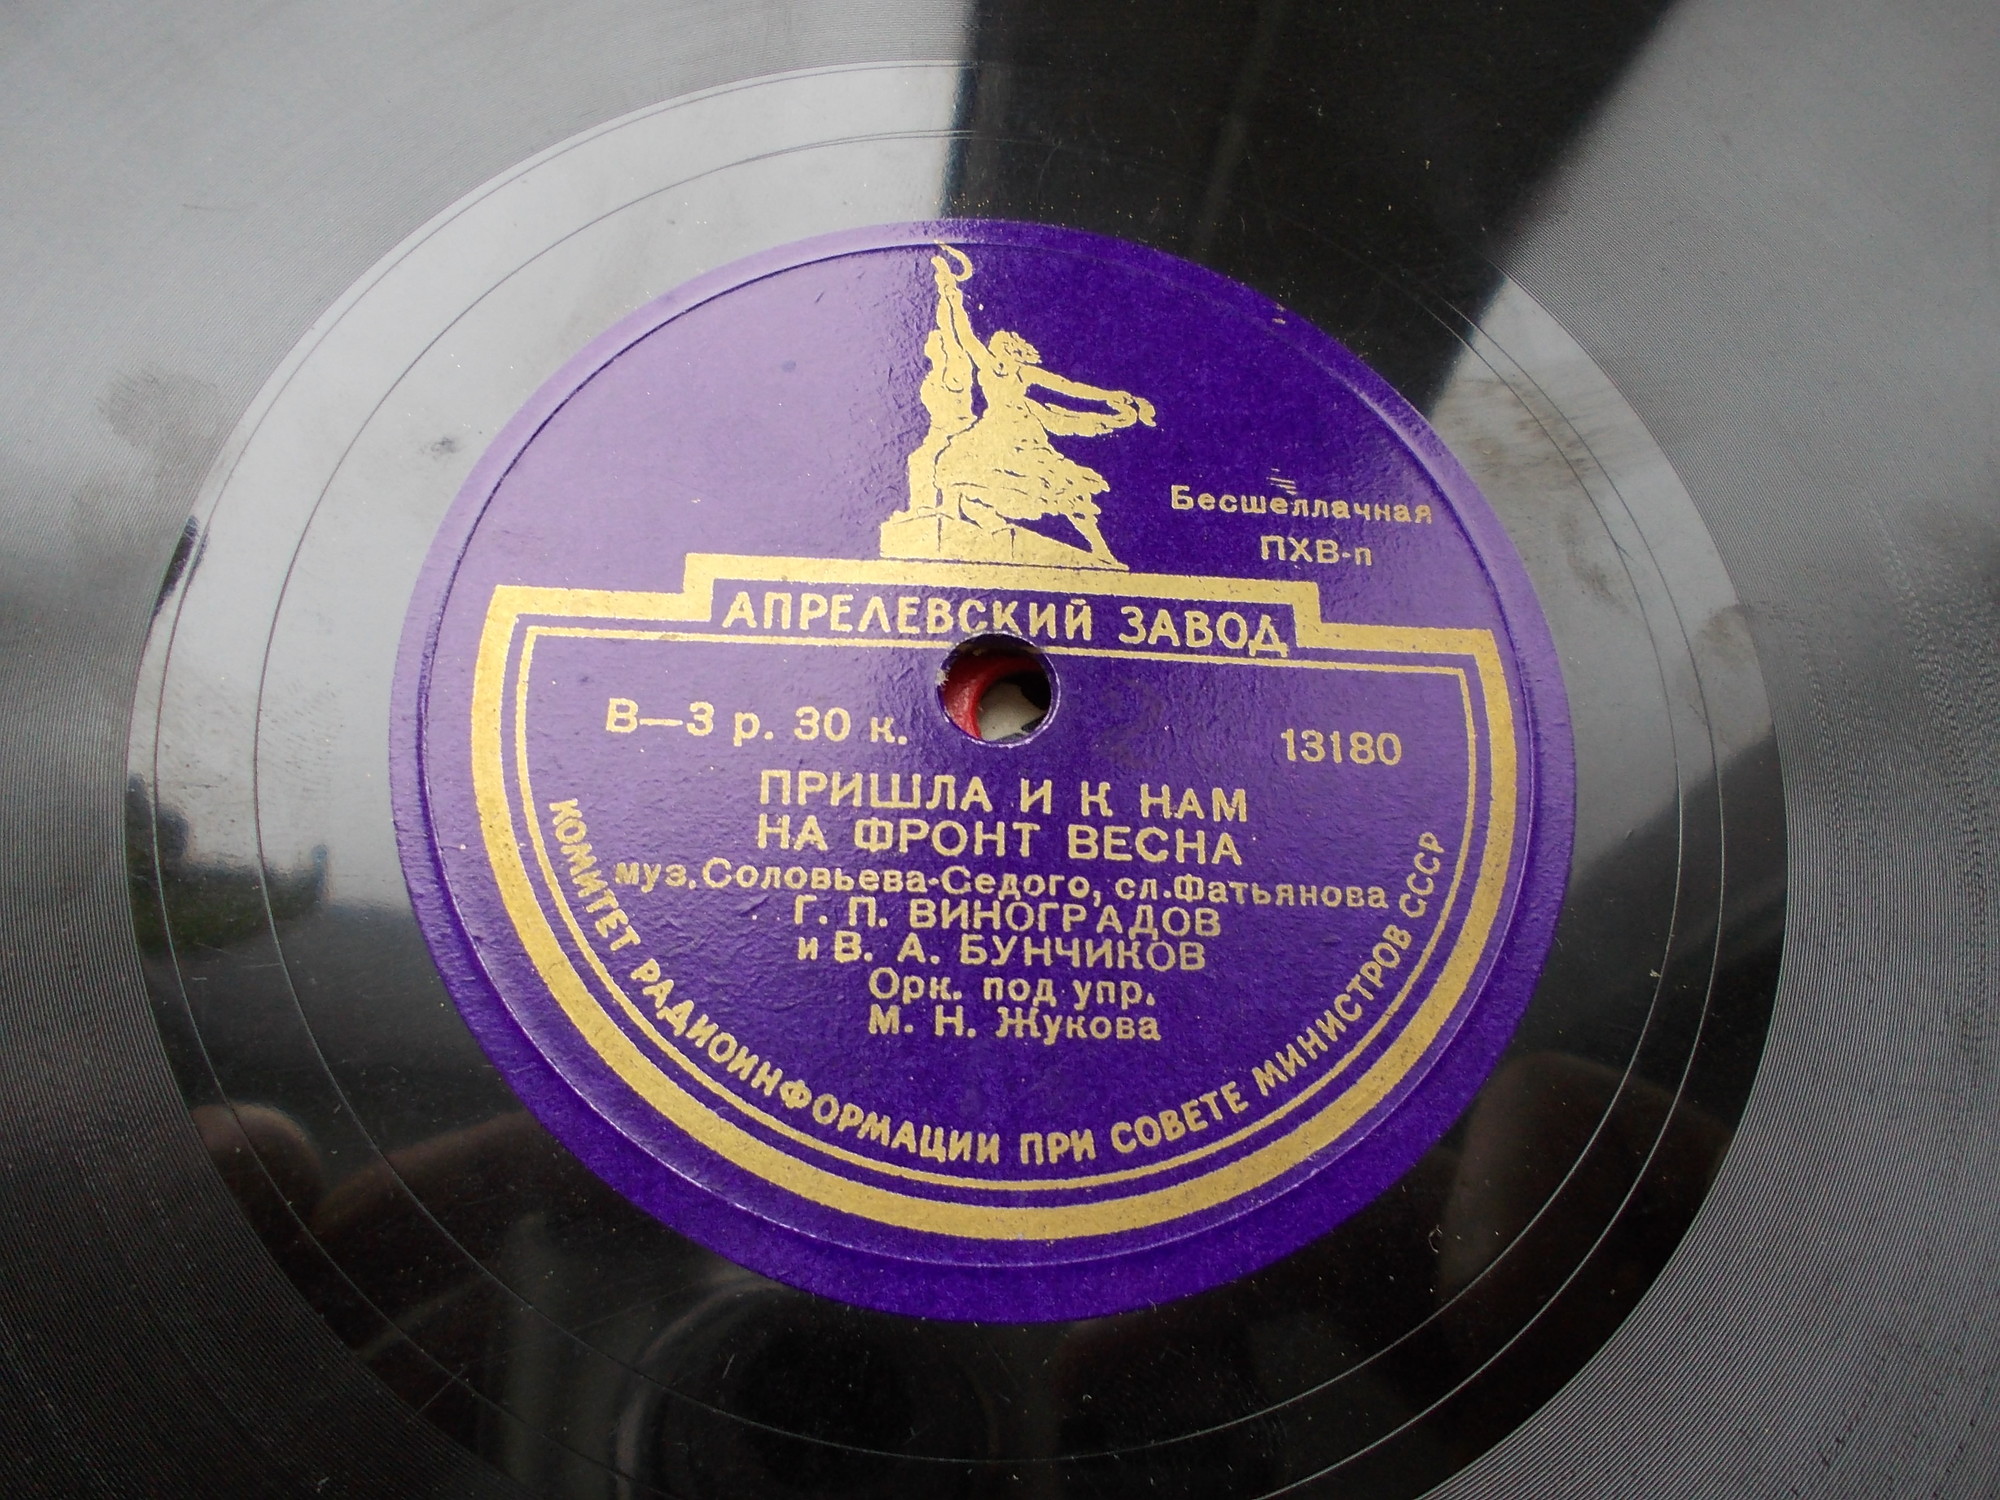 Бесшеллачная
ПХВ-п
АПРЕЛЕВСКИЙ ЗАВОД
В—3 р. 30 к.
13180
ПРИШЛА И К НАМ
НА ФРОНТ ВЕСНА
муз. Соловьева-Седого, сл. Фатьянова
Г. П. ВИНОГРАДОВ
и В. А. БУНЧИКОВ
Орк. под упр.
М. Н. Жукова
КОМИТЕТ РАДИОИНФОРМАЦИИ ПРИ СОВЕТЕ МИНИСТРОВ СССР